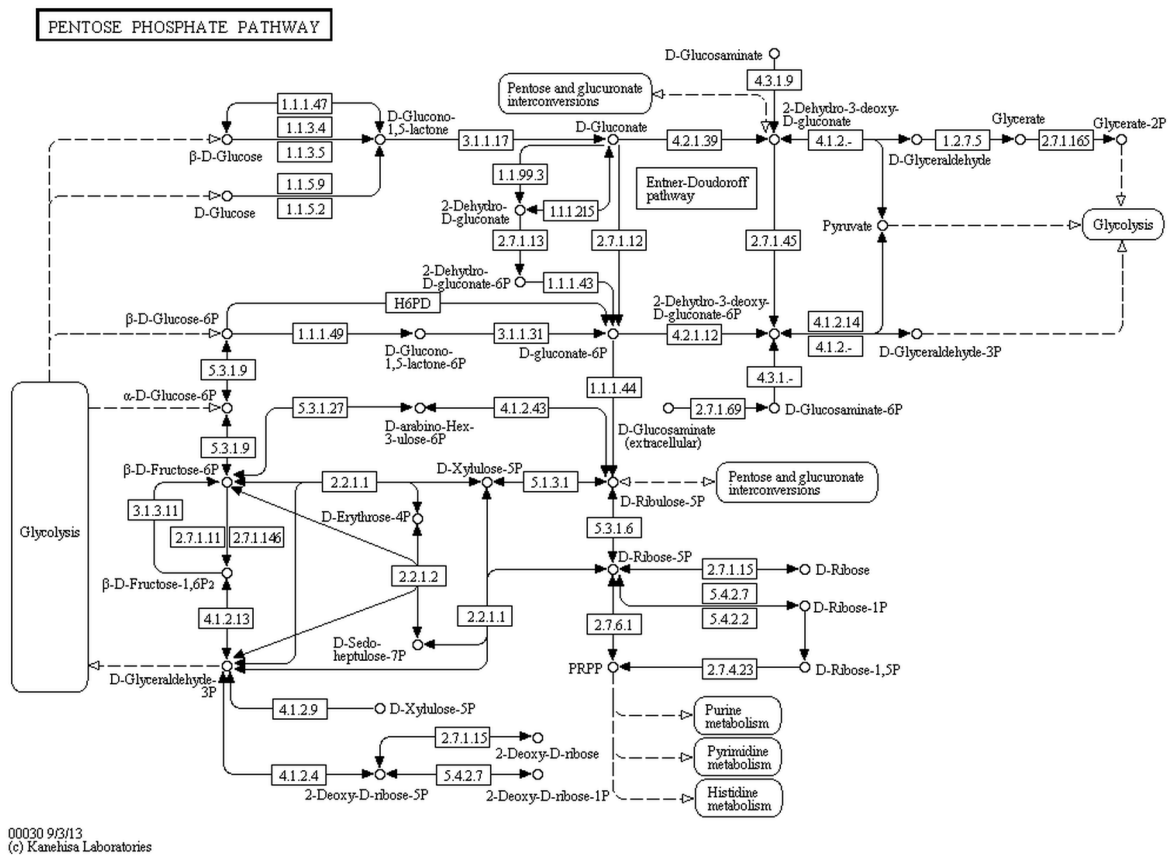 PENTOSE PHOSPHATE PATHWAY
D-Glucosaminate
4.3.1.9
Pentose and glucuronate
interconversions
1.1.1.47
D-Glucono-
1,5-lactone
1.1.3.4
1.1.3.5
β-D-Glucose
3.1.1.17
D-Gluconate
4.2.1.39
2-Dehydro-3-deoxy-
D-gluconate
4.1.2.-
D-Glyceraldehyde
1.2.7.5
Glycerate
2.7.1.165
Glycerate-2P
1.1.5.9
1.1.5.2
D-Glucose
1.1.99.3
2-Dehydro-
D-gluconate
1.1.1.215
Entner-Doudoroff
pathway
2.7.1.13
2.7.1.12
2.7.1.45
Pyruvate
Glycolysis
2-Dehydro-
D-gluconate-6P
1.1.1.43
H6PD
β-D-Glucose-6P
1.1.1.49
D-Glucono-
1,5-lactone-6P
3.1.1.31
D-gluconate-6P
4.2.1.12
2-Dehydro-3-deoxy-
D-gluconate-6P
4.1.2.14
4.1.2.-
D-Glyceraldehyde-3P
5.3.1.9
1.1.1.44
4.3.1.-
α-D-Glucose-6P
5.3.1.27
D-arabino-Hex-
3-ulose-6P
4.1.2.43
2.7.1.69
D-Glucosaminate-6P
D-Glucosaminate
(extracellular)
5.3.1.9
β-D-Fructose-6P
2.2.1.1
D-Xylulose-5P
5.1.3.1
D-Ribulose-5P
Pentose and glucuronate
interconversions
Glycolysis
3.1.3.11
2.7.1.11
2.7.1.146
D-Erythrose-4P
5.3.1.6
β-D-Fructose-1,6P2
2.2.1.2
D-Ribose-5P
2.7.1.15
D-Ribose
5.4.2.7
5.4.2.2
D-Ribose-1P
4.1.2.13
2.2.1.1
2.7.6.1
D-Sedo-
heptulose-7P
D-Glyceraldehyde-
3P
PRPP
2.7.4.23
D-Ribose-1,5P
4.1.2.9
D-Xylulose-5P
Purine
metabolism
2.7.1.15
2-Deoxy-D-ribose
Pyrimidine
metabolism
4.1.2.4
2-Deoxy-D-ribose-5P
5.4.2.7
2-Deoxy-D-ribose-1P
Histidine
metabolism
00030 9/3/13
(c) Kanehisa Laboratories